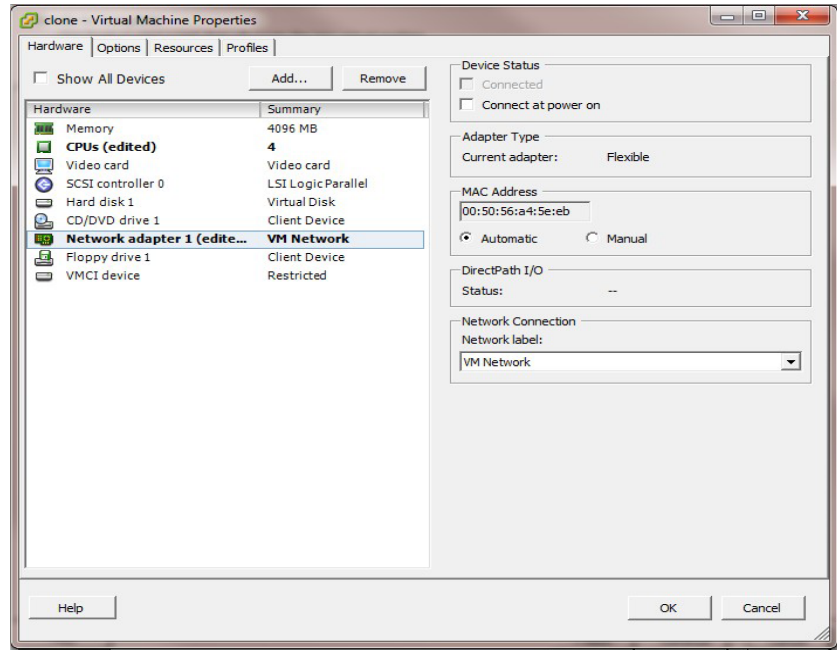 clone - Virtual Machine Properties
Hardware Options Resources Profiles
Show All Devices Add... Remove
Hardware Summary
Memory 4096 MB
CPUs (edited) 4
Video card Video card
SCSI controller 0 LSI Logic Parallel
Hard disk 1 Virtual Disk
CD/DVD drive 1 Client Device
Network adapter 1 (edite... VM Network
Floppy drive 1 Client Device
VMCI device Restricted
Device Status
Connected
Connect at power on
Adapter Type
Current adapter: Flexible
MAC Address
00:50:56:a4:5e:eb
Automatic Manual
DirectPath I/O
Status: --
Network Connection
Network label:
VM Network
Help OK Cancel